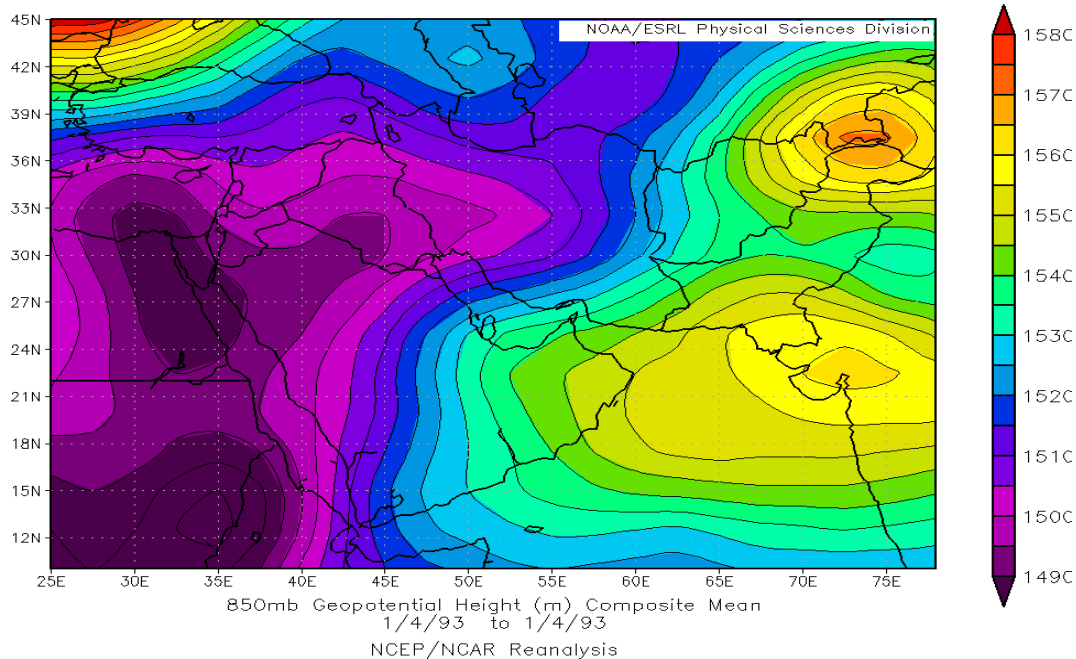 NOAA/ESRL Physical Sciences Division
45N
42N
39N
36N
33N
30N
27N
24N
21N
18N
15N
12N
25E 30E 35E 40E 45E 50E 55E 60E 65E 70E 75E
1580
1570
1560
1550
1540
1530
1520
1510
1500
1490
850mb Geopotential Height (m) Composite Mean
1/4/93 to 1/4/93
NCEP/NCAR Reanalysis